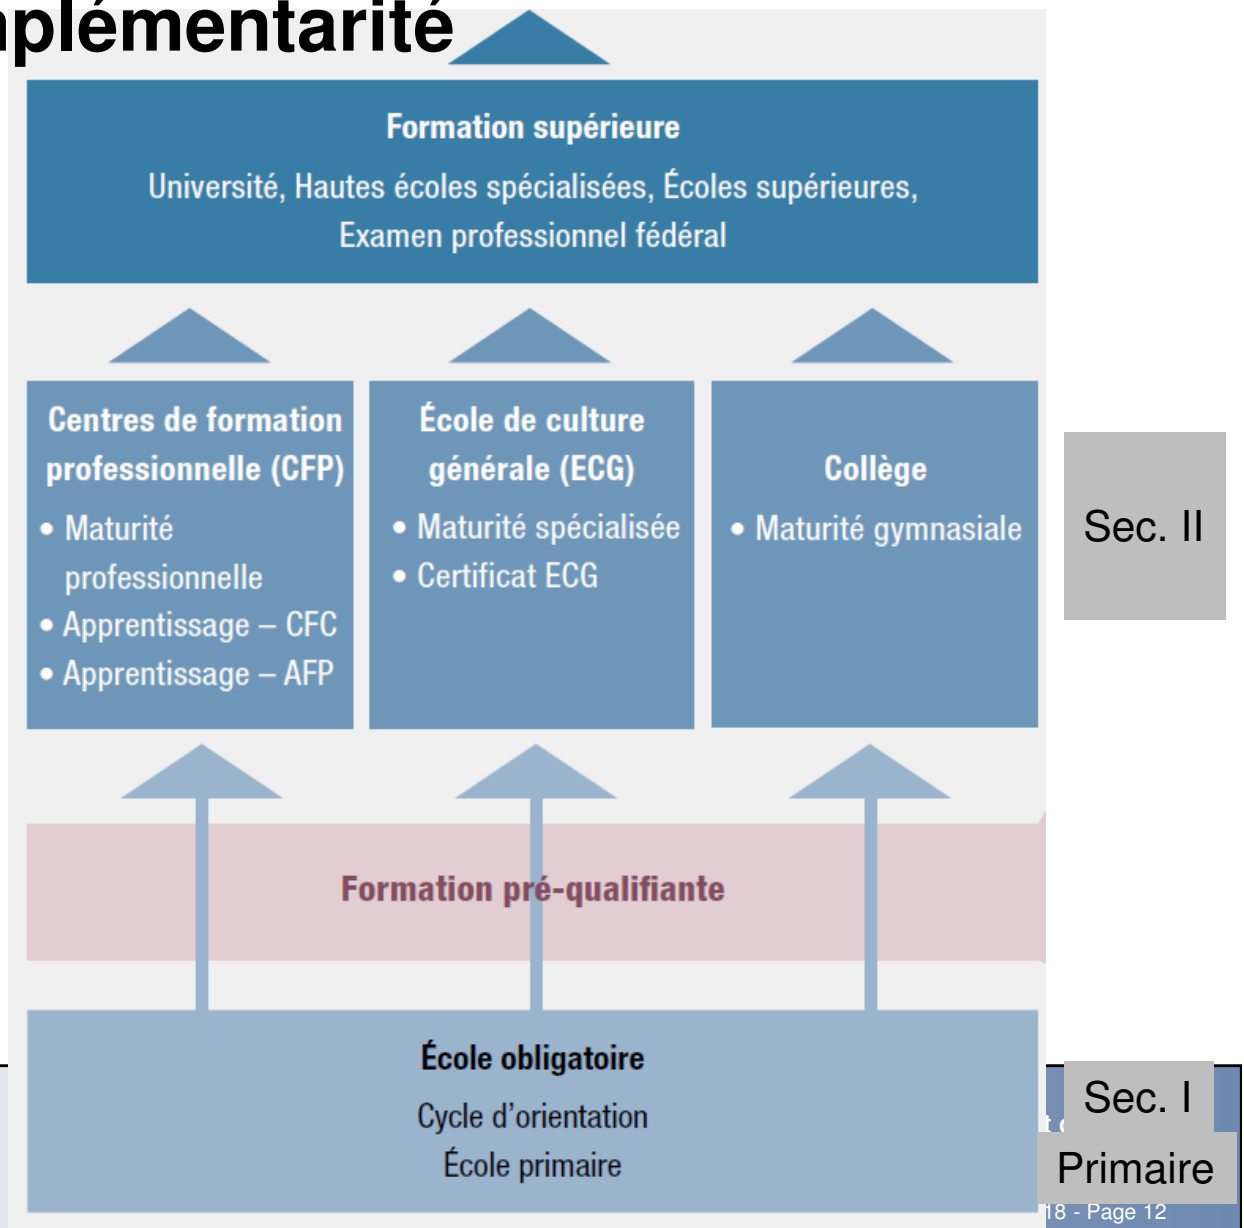 mplémentarité
Formation supérieure
Université, Hautes écoles spécialisées, Écoles supérieures,
Examen professionnel fédéral
Centres de formation
professionnelle (CFP)
• Maturité
professionnelle
• Apprentissage – CFC
• Apprentissage – AFP
École de culture
générale (ECG)
• Maturité spécialisée
• Certificat ECG
Collège
• Maturité gymnasiale
Sec. II
Formation pré-qualifiante
École obligatoire
Cycle d'orientation
École primaire
Sec. I
Primaire
18 - Page 12